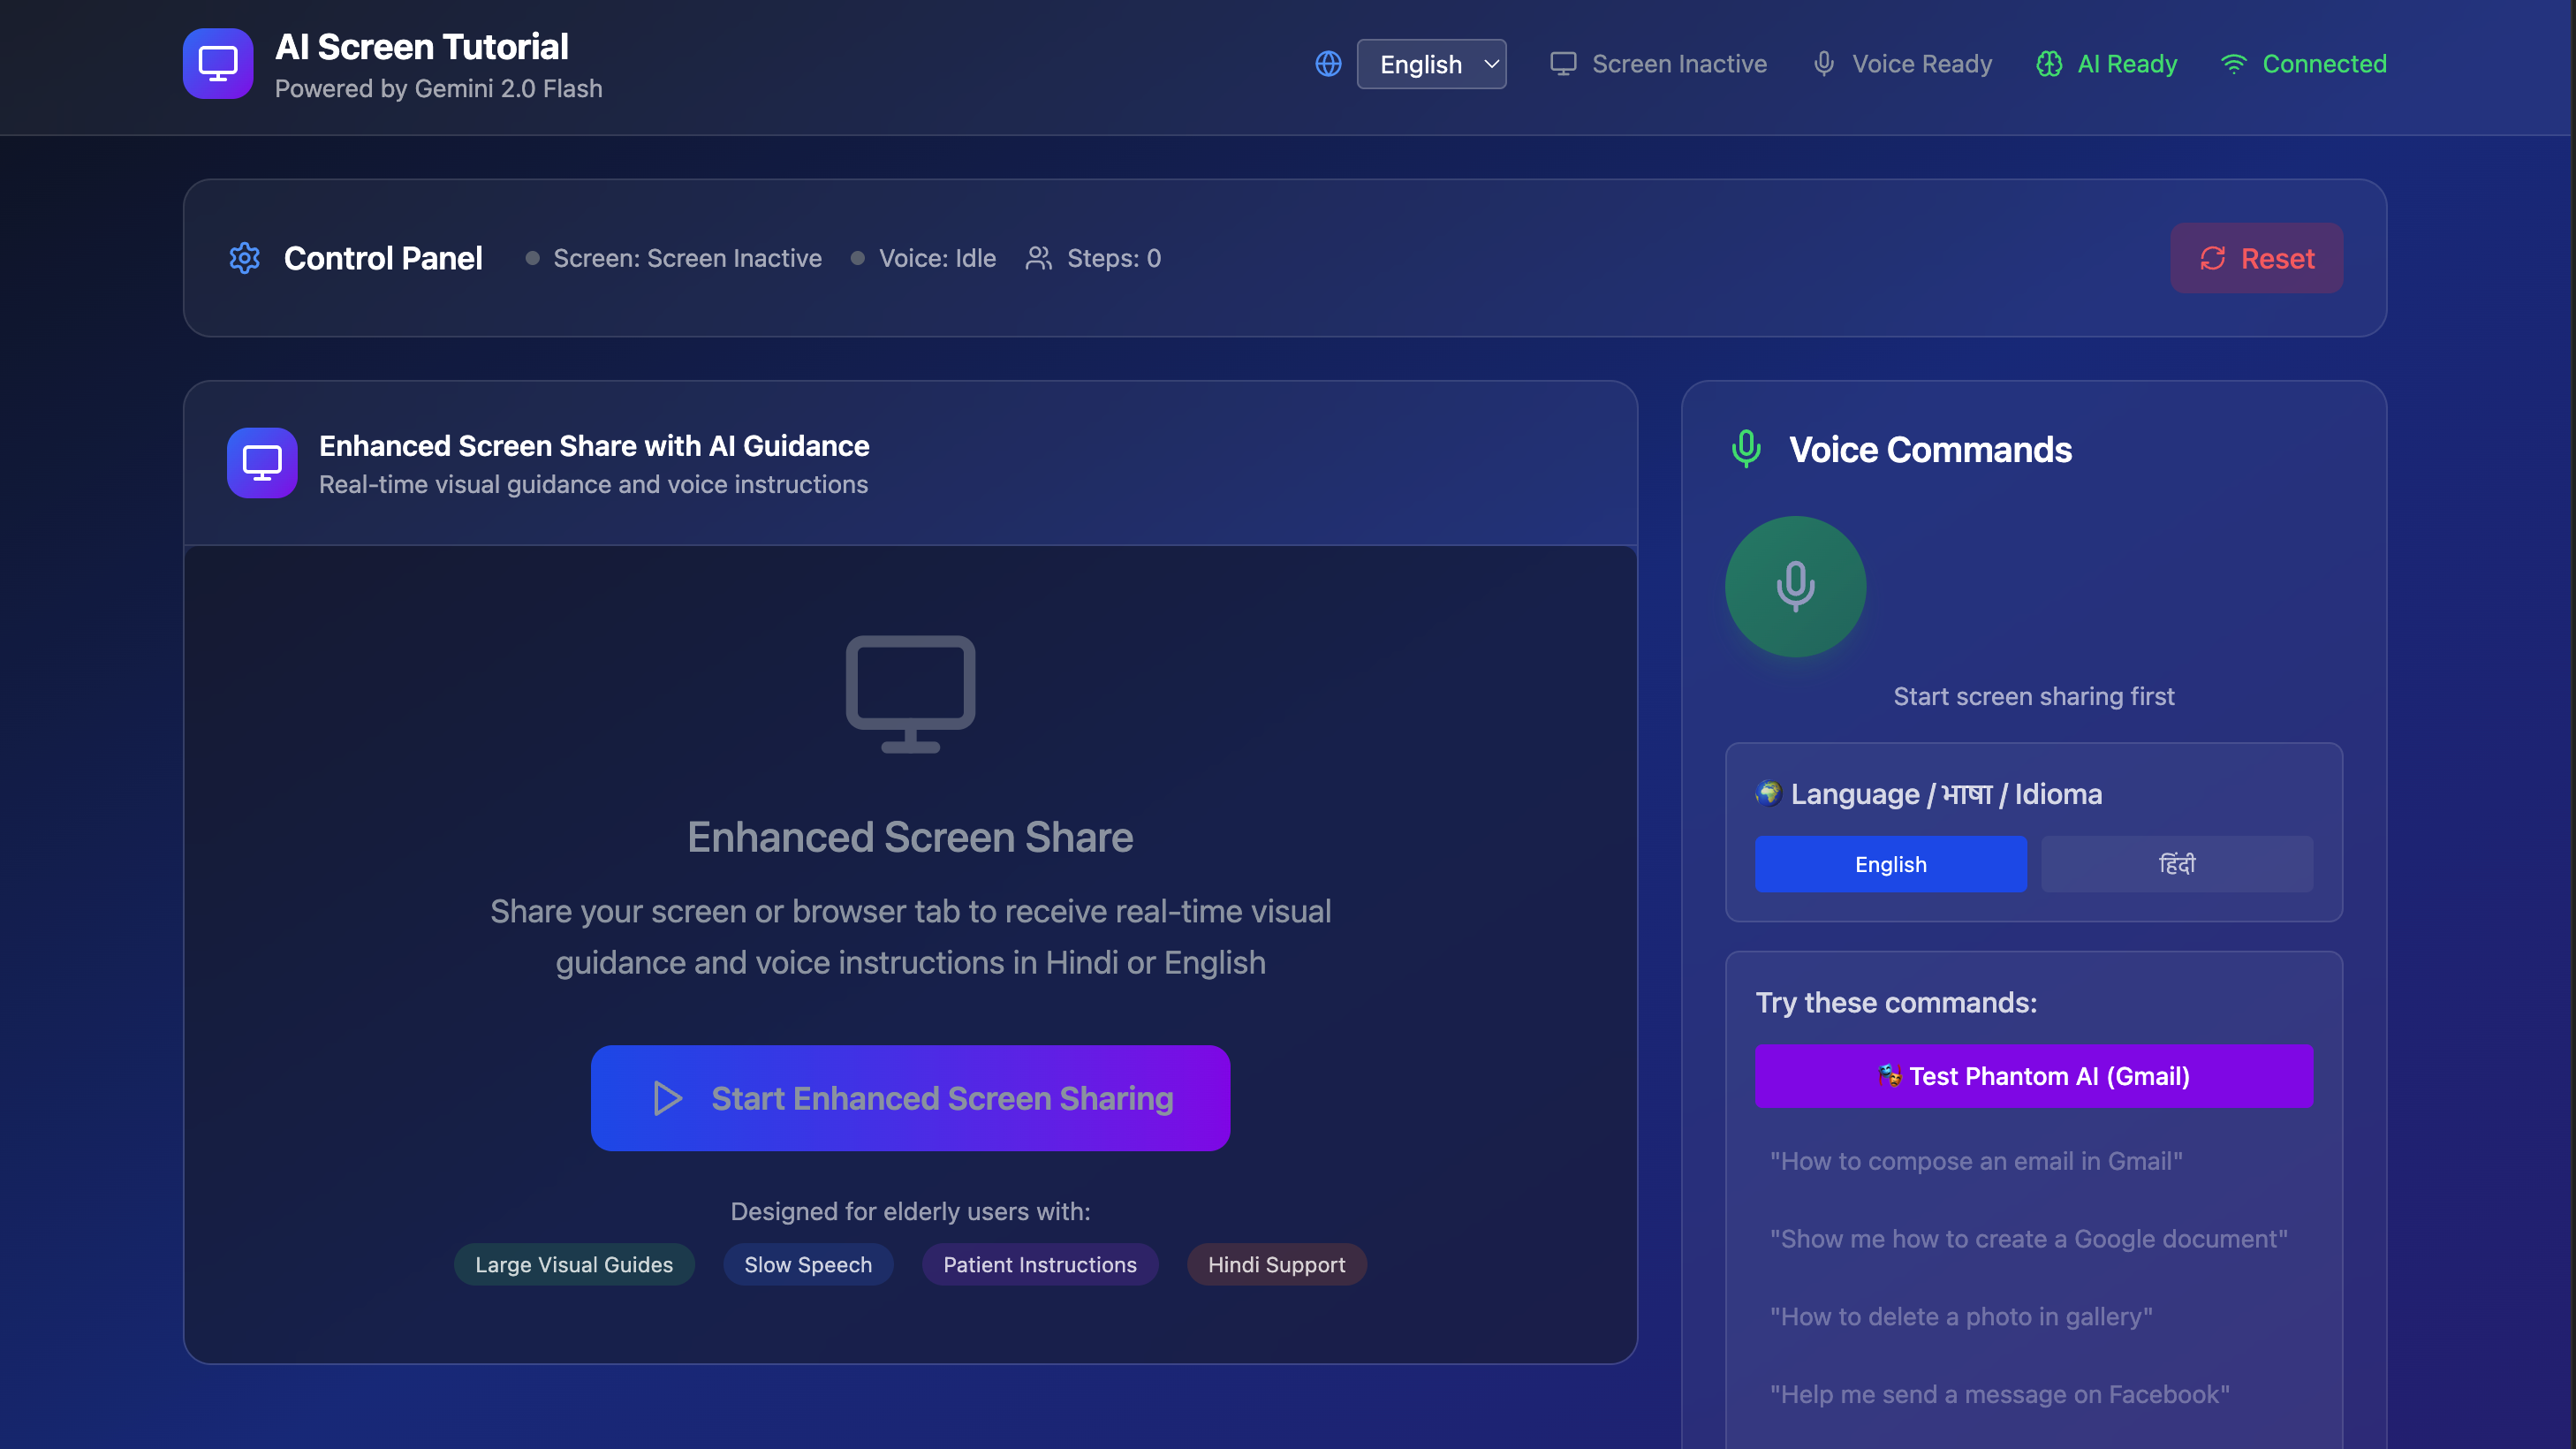 AI Screen Tutorial
Powered by Gemini 2.0 Flash
English
Screen Inactive
Voice Ready
AI Ready
Connected
Control Panel
Screen: Screen Inactive
Voice: Idle
Steps: 0
Reset
Enhanced Screen Share with AI Guidance
Real-time visual guidance and voice instructions
Enhanced Screen Share
Share your screen or browser tab to receive real-time visual
guidance and voice instructions in Hindi or English
Start Enhanced Screen Sharing
Designed for elderly users with:
Large Visual Guides
Slow Speech
Patient Instructions
Hindi Support
Voice Commands
Start screen sharing first
Language / भाषा / Idioma
English
हिंदी
Try these commands:
Test Phantom AI (Gmail)
"How to compose an email in Gmail"
"Show me how to create a Google document"
"How to delete a photo in gallery"
"Help me send a message on Facebook"